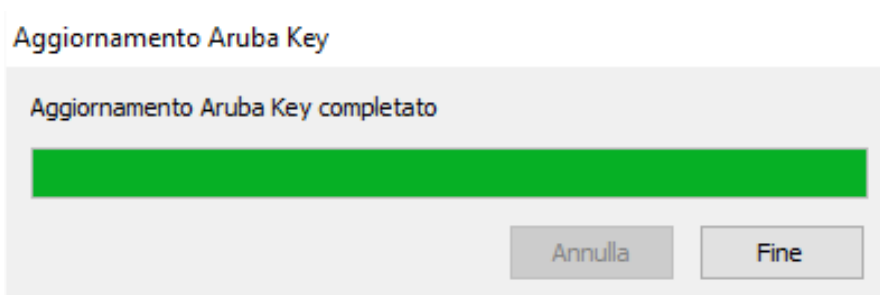 Aggiornamento Aruba Key
Aggiornamento Aruba Key completato
Annulla
Fine